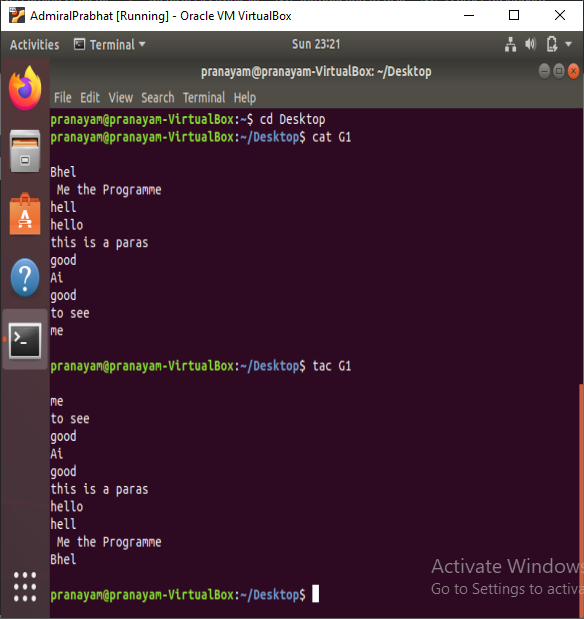 AdmiralPrabhat [Running] - Oracle VM VirtualBox
Activities Terminal Sun 23:21
pranayam@pranayam-VirtualBox: ~/Desktop
File Edit View Search Terminal Help
pranayam@pranayam-VirtualBox:~$ cd Desktop
pranayam@pranayam-VirtualBox:~/Desktop$ cat G1
Bhel
Me the Programme
hell
hello
this is a paras
good
Ai
good
to see
me
pranayam@pranayam-VirtualBox:~/Desktop$ tac G1
me
to see
good
Ai
good
this is a paras
hello
hell
Me the Programme
Bhel
pranayam@pranayam-VirtualBox:~/Desktop$
Activate Windows
Go to Settings to activa